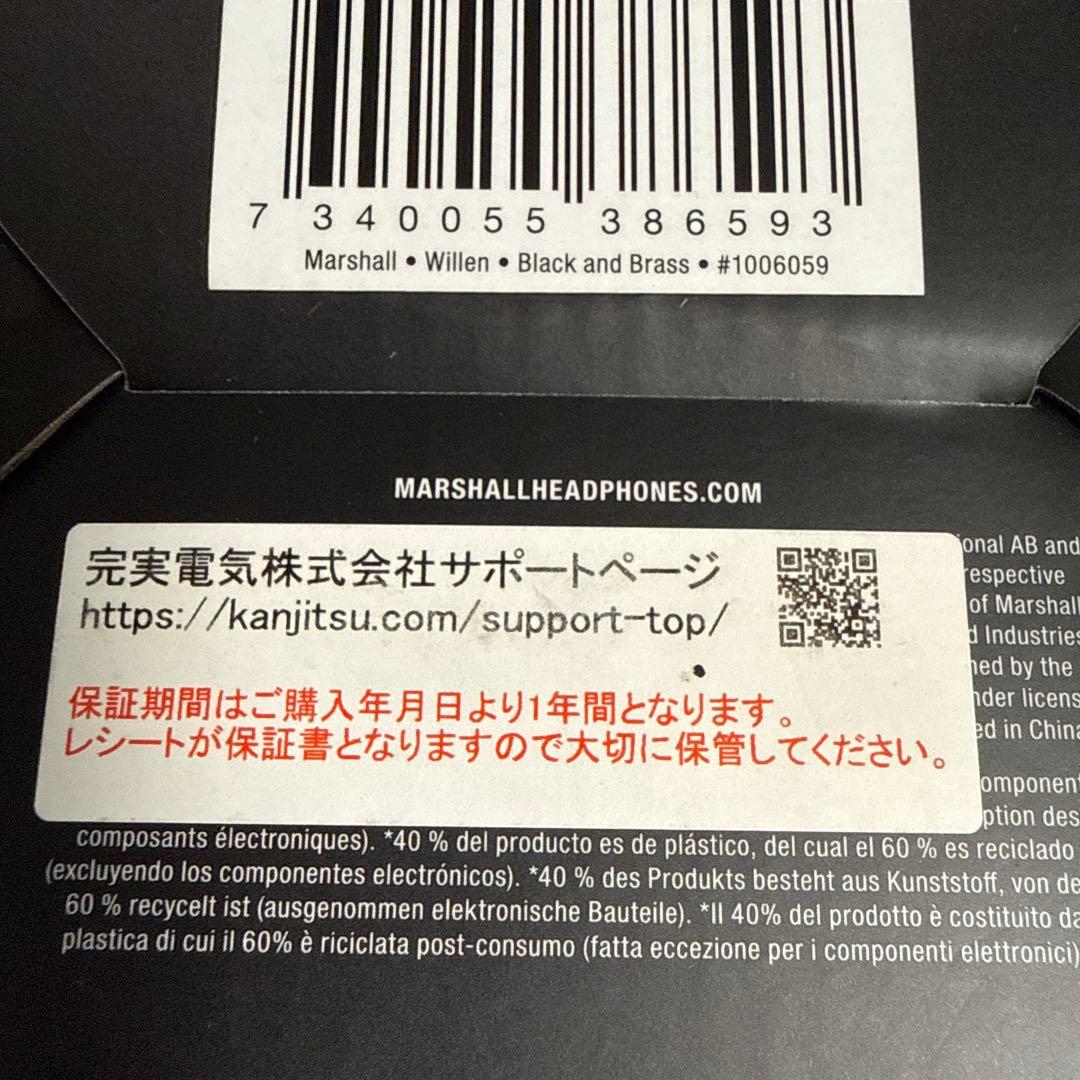 7 340055 386593
Marshall • Willen • Black and Brass • #1006059
MARSHALLHEADPHONES.COM
完実電気株式会社サポートページ
https://kanjitsu.com/support-top/
保証期間はご購入年月日より1年間となります。
レシートが保証書となりますので大切に保管してください。
onal AB and
respective
of Marshall
d Industries
ned by the
nder licens
ed in China
omponent
ption des
composants électroniques). *40 % del producto es de plástico, del cual el 60 % es reciclado
(excluyendo los componentes electrónicos). *40 % des Produkts besteht aus Kunststoff, von de
60 % recycelt ist (ausgenommen elektronische Bauteile). *Il 40% del prodotto è costituito da
plastica di cui il 60% è riciclata post-consumo (fatta eccezione per i componenti elettronici)